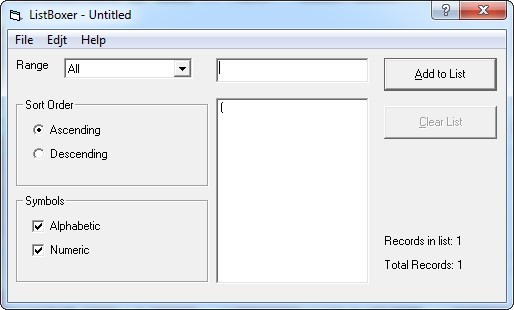 ListBoxer - Untitled
File Edjt Help
Range All
Add to List
(
Sort Order
Ascending
Descending
Clear List
Symbols
Alphabetic
Numeric
Records in list: 1
Total Records: 1